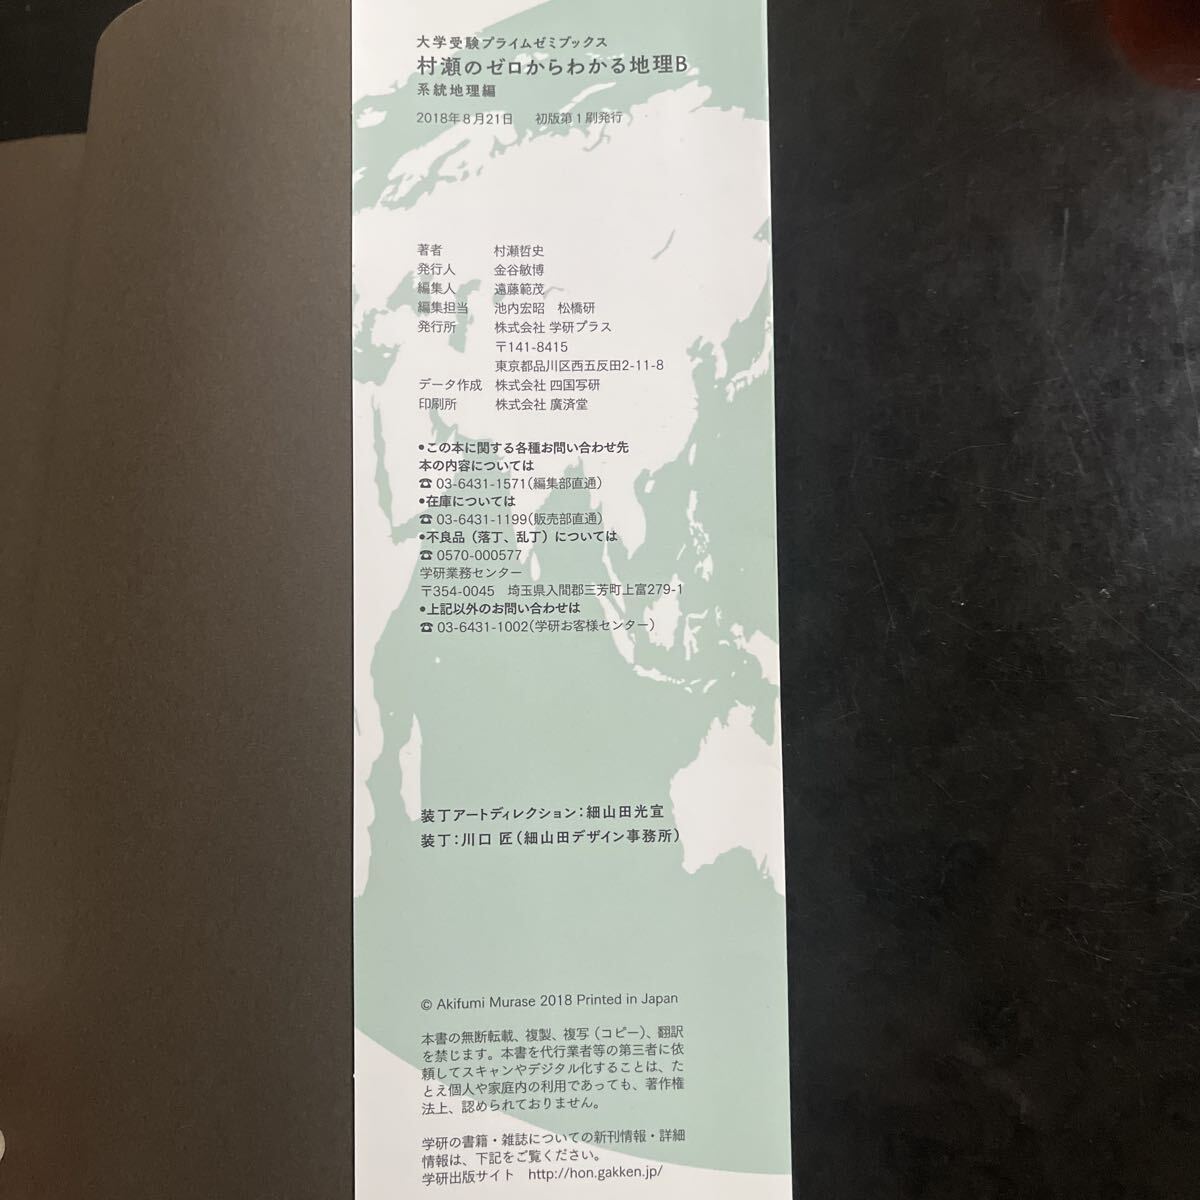 大学受験プライムゼミブックス
村瀬のゼロからわかる地理B
系統地理編
2018年8月21日　初版第1刷発行
著者　村瀬哲史
発行人　金谷敏博
編集人　遠藤範茂
編集担当　池内宏昭　松橋研
発行所　株式会社 学研プラス
〒141-8415
東京都品川区西五反田2-11-8
データ作成　株式会社 四国写研
印刷所　株式会社 廣済堂
●この本に関する各種お問い合わせ先
本の内容については
☎ 03-6431-1571(編集部直通)
●在庫については
☎ 03-6431-1199(販売部直通)
●不良品（落丁、乱丁）については
☎ 0570-000577
学研業務センター
〒354-0045　埼玉県入間郡三芳町上富279-1
●上記以外のお問い合わせは
☎ 03-6431-1002(学研お客様センター)
装丁アートディレクション：細山田光宣
装丁：川口 匠（細山田デザイン事務所）
© Akifumi Murase 2018 Printed in Japan
本書の無断転載、複製、複写（コピー）、翻訳
を禁じます。本書を代行業者等の第三者に依
頼してスキャンやデジタル化することは、た
とえ個人や家庭内の利用であっても、著作権
法上、認められておりません。
学研の書籍・雑誌についての新刊情報・詳細
情報は、下記をご覧ください。
学研出版サイト　http://hon.gakken.jp/